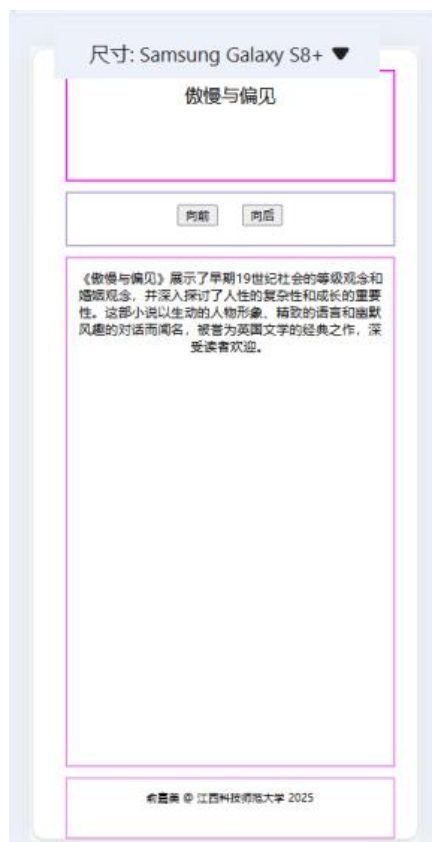 尺寸: Samsung Galaxy S8+ ▼
傲慢与偏见
向前 向后
《傲慢与偏见》展示了早期19世纪社会的等级观念和
婚姻观念，并深入探讨了人性的复杂性和成长的重要
性。这部小说以生动的人物形象、精致的语言和幽默
风趣的对话而闻名，被誉为英国文学的经典之作，深
受读者欢迎。
俞嘉美 @ 江西科技师范大学 2025